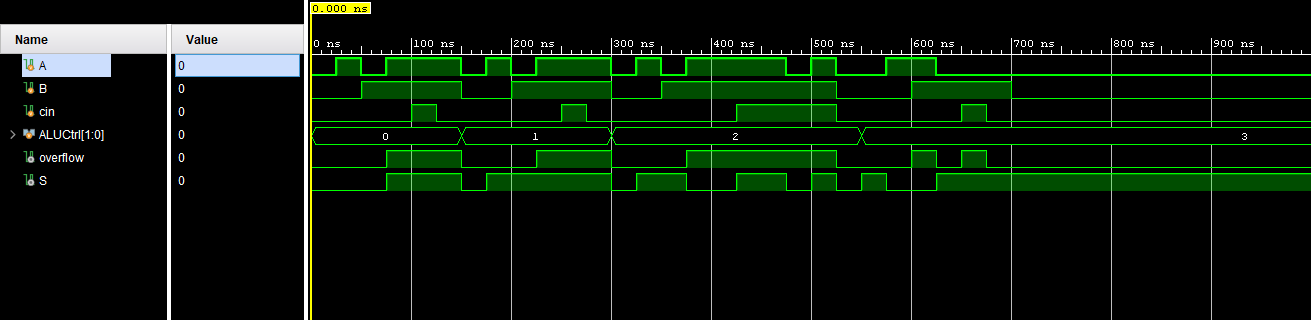 0.000 ns
Name Value
0 ns 100 ns 200 ns 300 ns 400 ns 500 ns 600 ns 700 ns 800 ns 900 ns
A 0
B 0
cin 0
ALUCtrl[1:0] 0 0 1 2 3
overflow 0
S 0